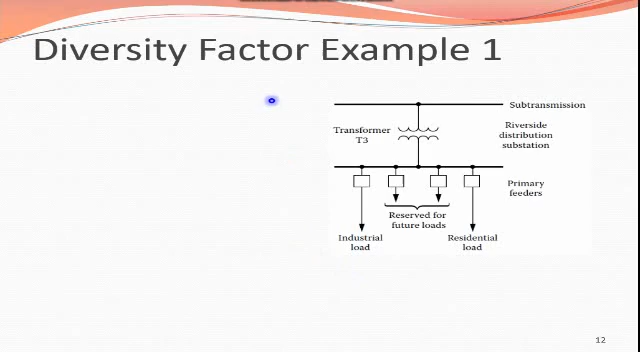 Diversity Factor Example 1
Subtransmission
Transformer
T3
Riverside
distribution
substation
Primary
feeders
Reserved for
future loads
Industrial
load
Residential
load
12